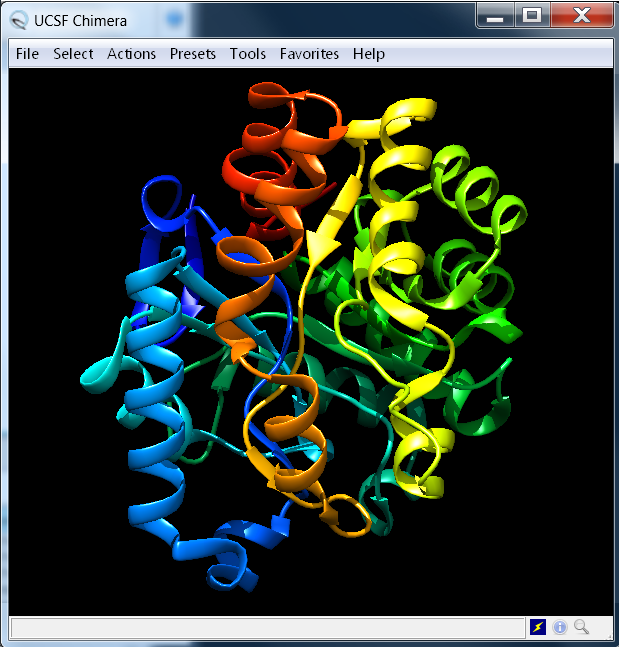 UCSF Chimera
File Select Actions Presets Tools Favorites Help